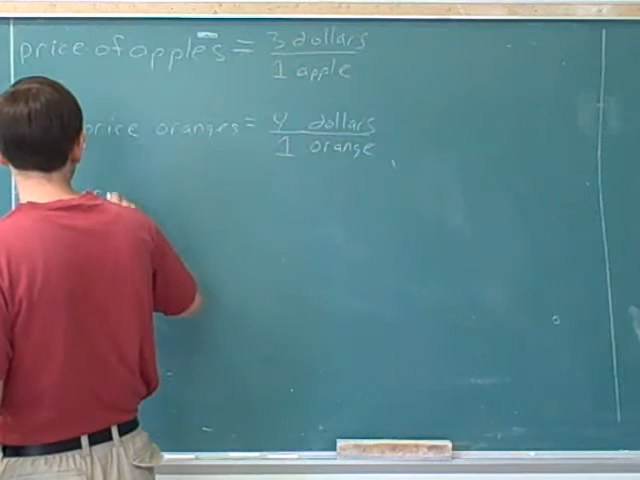 price of apples = 3 dollars / 1 apple
price oranges = 4 dollars / 1 orange